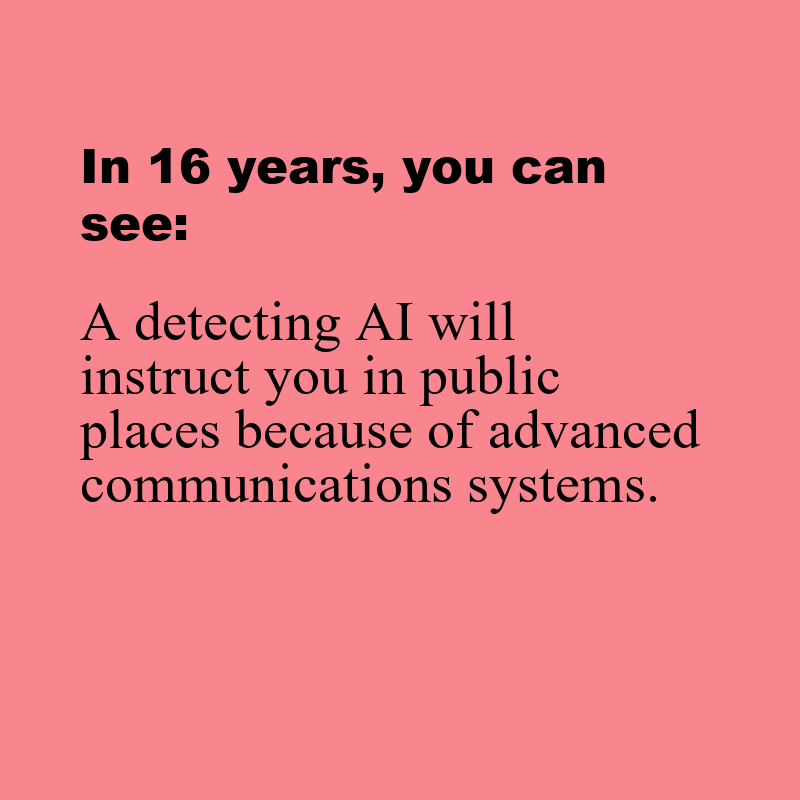 In 16 years, you can
see:
A detecting AI will
instruct you in public
places because of advanced
communications systems.